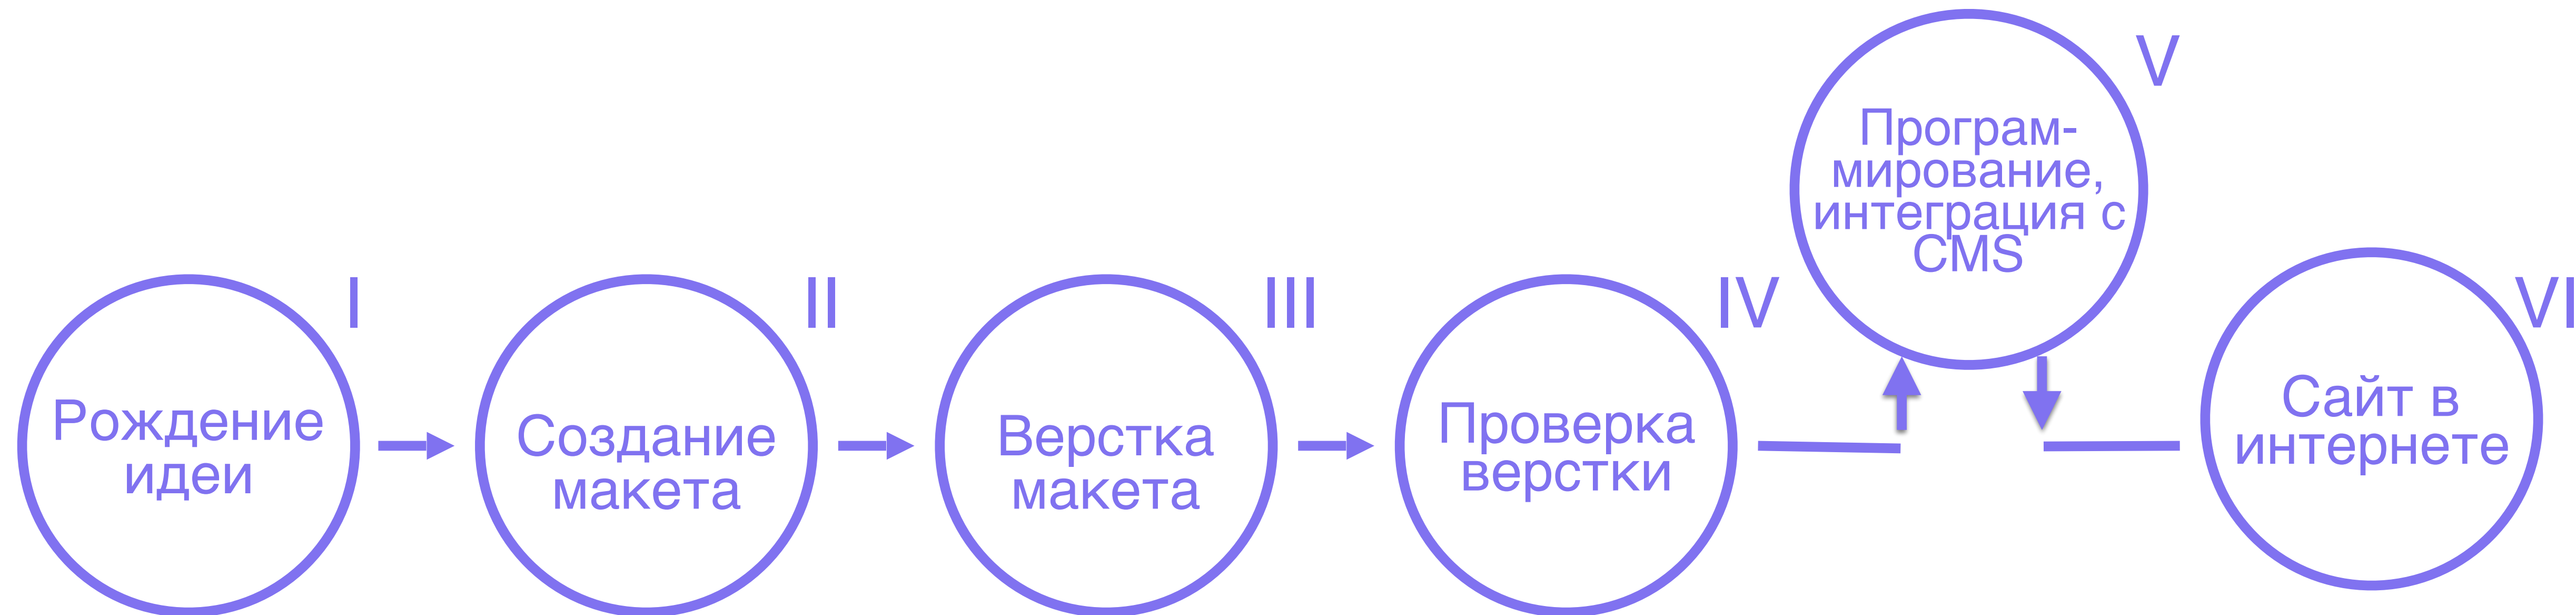 I
Рождение
идеи
II
Создание
макета
III
Верстка
макета
IV
Проверка
верстки
V
Програм-
мирование,
интеграция с
CMS
VI
Сайт в
интернете